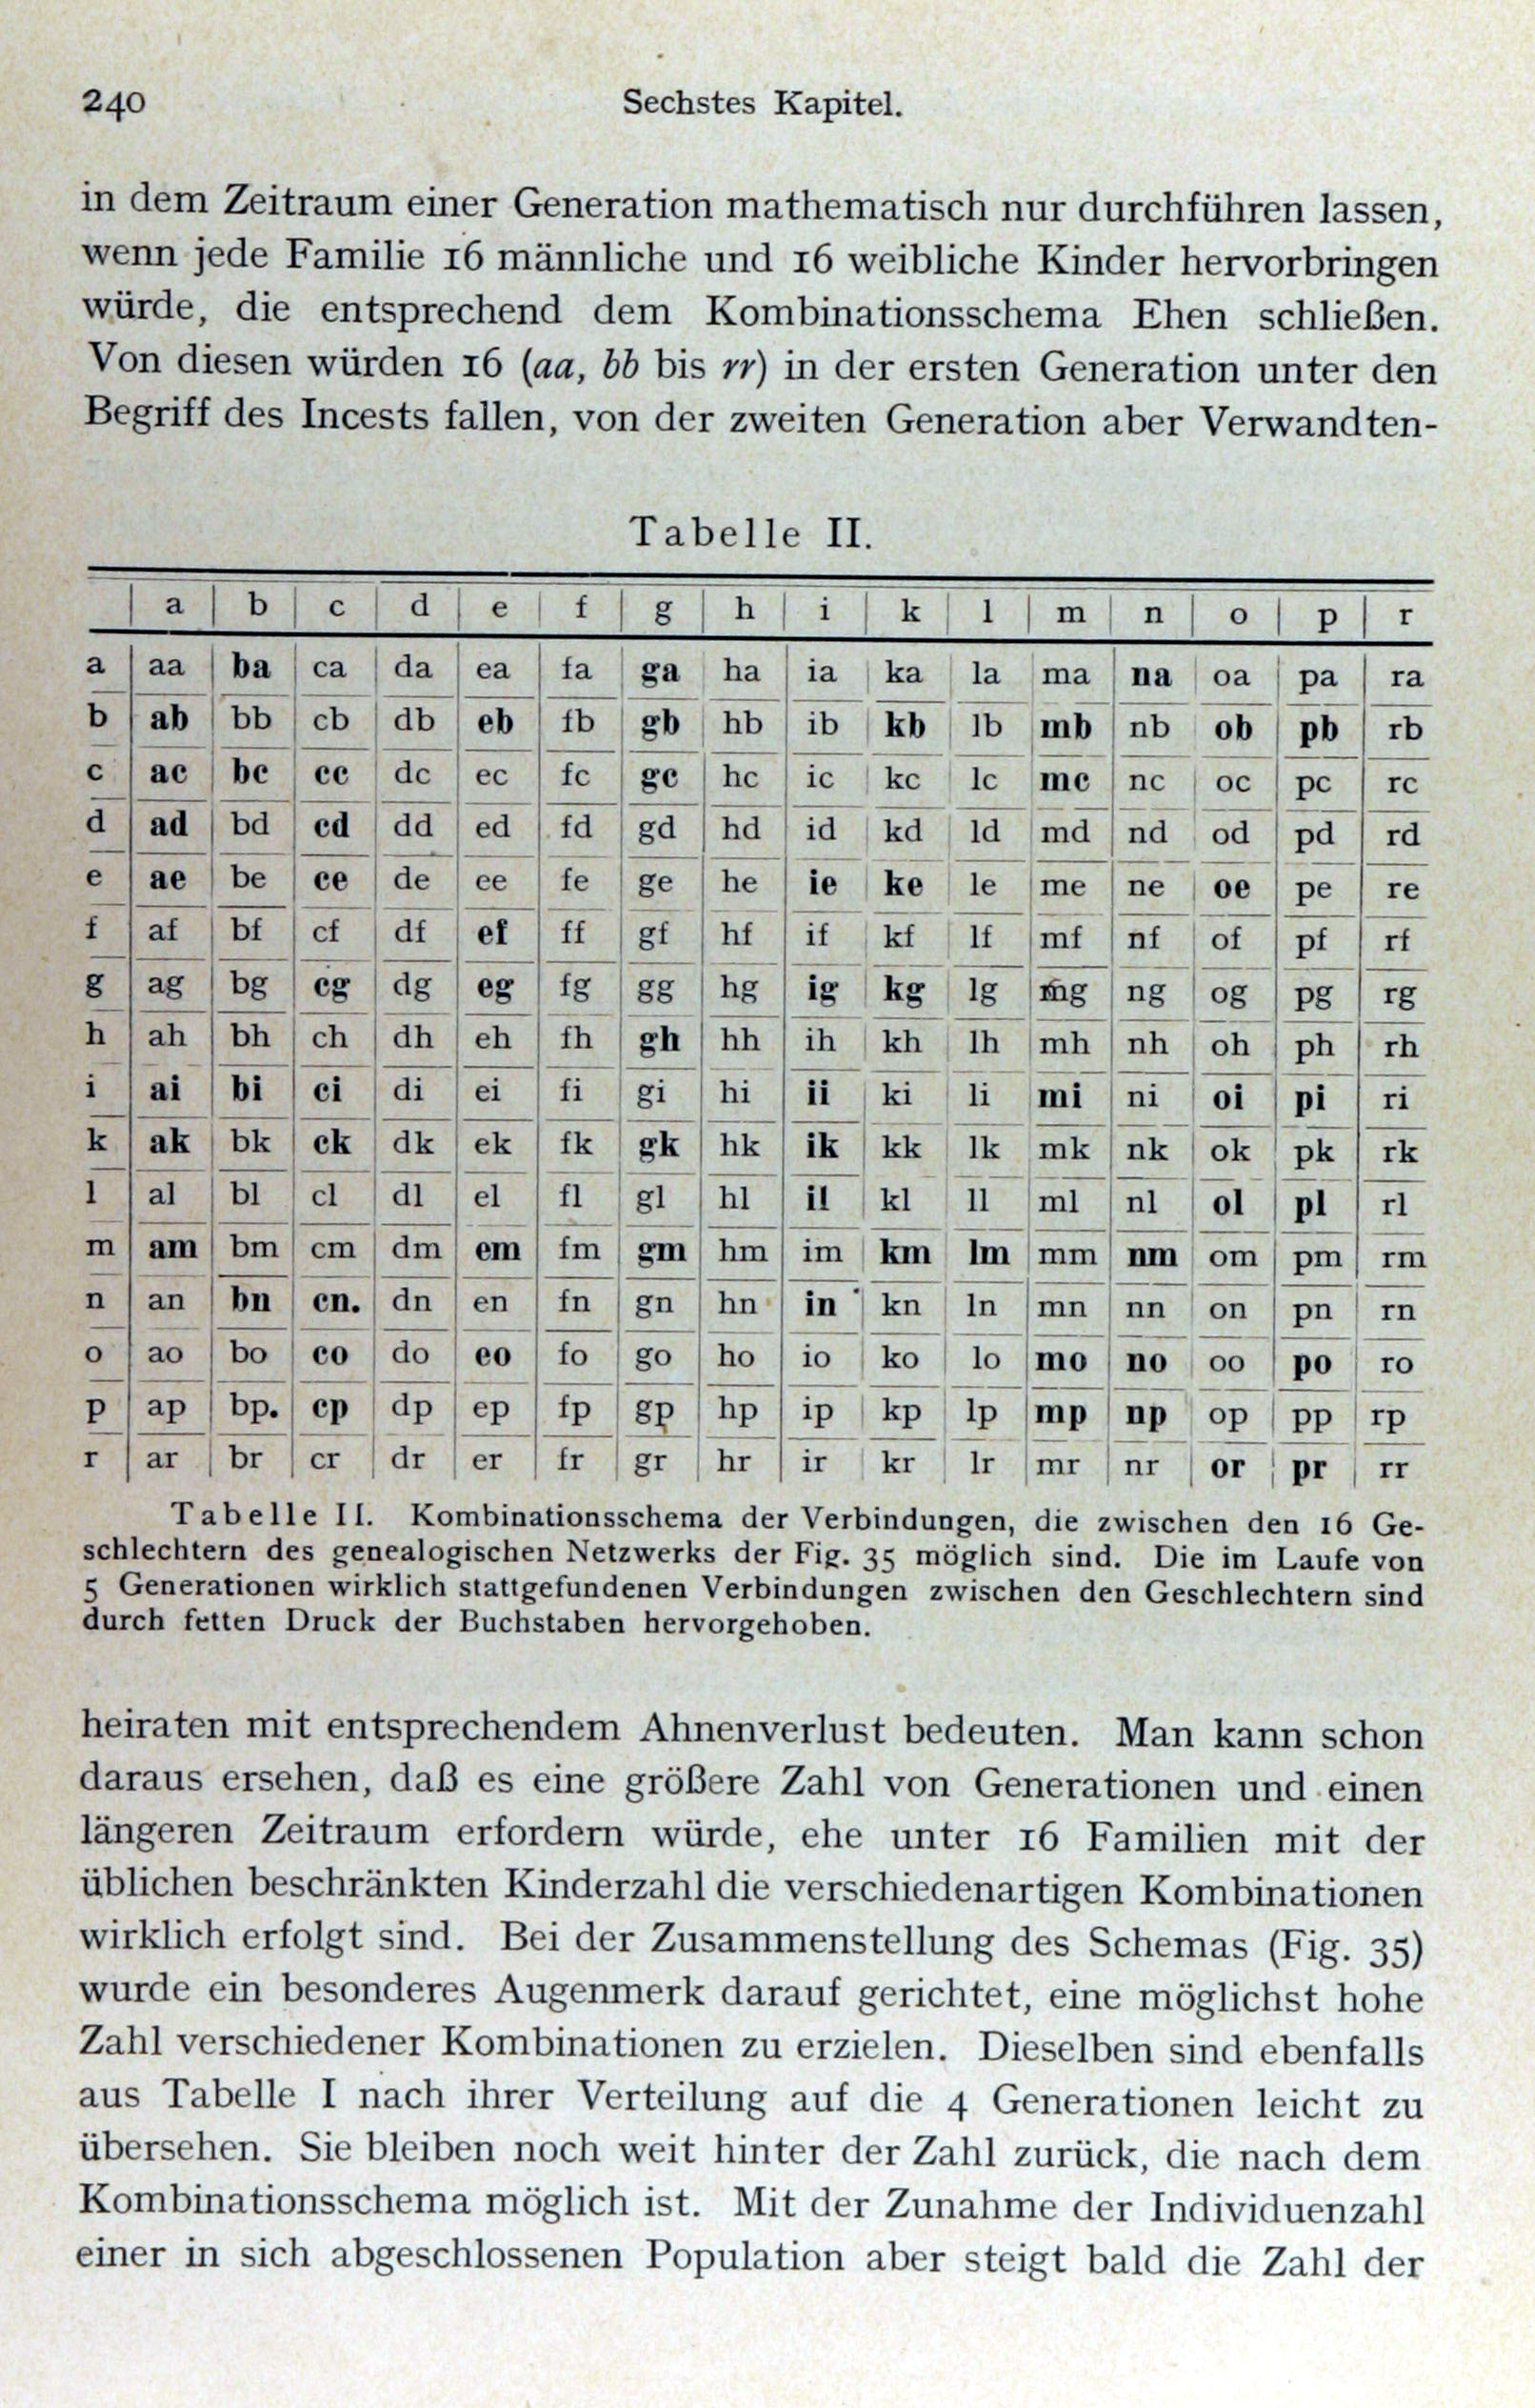 240
Sechstes Kapitel.
in dem Zeitraum einer Generation mathematisch nur durchführen lassen,
wenn jede Familie 16 männliche und 16 weibliche Kinder hervorbringen
würde, die entsprechend dem Kombinationsschema Ehen schließen.
Von diesen würden 16 (aa, bb bis rr) in der ersten Generation unter den
Begriff des Incests fallen, von der zweiten Generation aber Verwandten-
Tabelle II.
a b c d e f g h i k l m n o p r
a aa ba ca da ea fa ga ha ia ka la ma na oa pa ra
b ab bb cb db eb fb gb hb ib kb lb mb nb ob pb rb
c ac bc cc dc ec fc gc hc ic kc lc mc nc oc pc rc
d ad bd cd dd ed fd gd hd id kd ld md nd od pd rd
e ae be ce de ee fe ge he ie ke le me ne oe pe re
f af bf cf df ef ff gf hf if kf lf mf nf of pf rf
g ag bg cg dg eg fg gg hg ig kg lg mg ng og pg rg
h ah bh ch dh eh fh gh hh ih kh lh mh nh oh ph rh
i ai bi ci di ei fi gi hi ii ki li mi ni oi pi ri
k ak bk ck dk ek fk gk hk ik kk lk mk nk ok pk rk
l al bl cl dl el fl gl hl il kl ll ml nl ol pl rl
m am bm cm dm em fm gm hm im km lm mm nm om pm rm
n an bn cn. dn en fn gn hn in kn ln mn nn on pn rn
o ao bo co do eo fo go ho io ko lo mo no oo po ro
p ap bp. cp dp ep fp gp hp ip kp lp mp np op pp rp
r ar br cr dr er fr gr hr ir kr lr mr nr or pr rr
Tabelle II. Kombinationsschema der Verbindungen, die zwischen den 16 Ge-
schlechtern des genealogischen Netzwerks der Fig. 35 möglich sind. Die im Laufe von
5 Generationen wirklich stattgefundenen Verbindungen zwischen den Geschlechtern sind
durch fetten Druck der Buchstaben hervorgehoben.
heiraten mit entsprechendem Ahnenverlust bedeuten. Man kann schon
daraus ersehen, daß es eine größere Zahl von Generationen und einen
längeren Zeitraum erfordern würde, ehe unter 16 Familien mit der
üblichen beschränkten Kinderzahl die verschiedenartigen Kombinationen
wirklich erfolgt sind. Bei der Zusammenstellung des Schemas (Fig. 35)
wurde ein besonderes Augenmerk darauf gerichtet, eine möglichst hohe
Zahl verschiedener Kombinationen zu erzielen. Dieselben sind ebenfalls
aus Tabelle I nach ihrer Verteilung auf die 4 Generationen leicht zu
übersehen. Sie bleiben noch weit hinter der Zahl zurück, die nach dem
Kombinationsschema möglich ist. Mit der Zunahme der Individuenzahl
einer in sich abgeschlossenen Population aber steigt bald die Zahl der